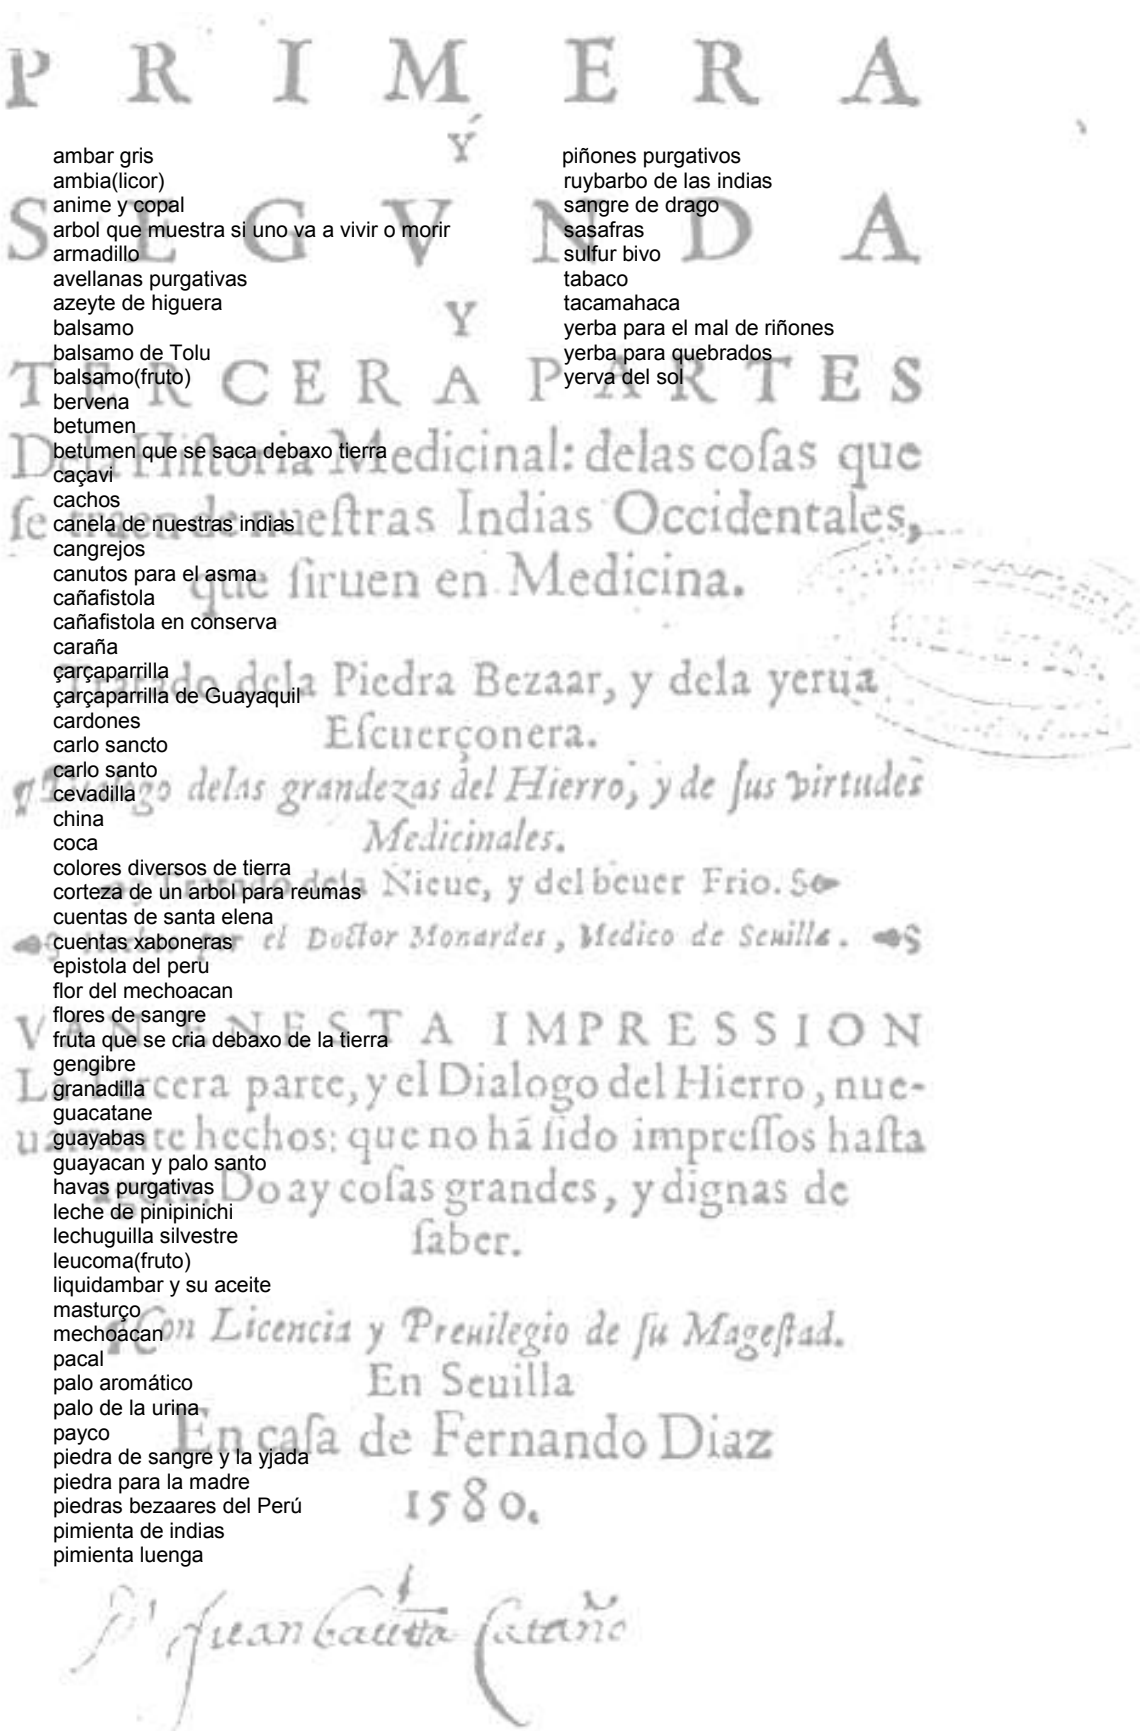 P R I M E R A
Y
S E G V N D A
Y
T E R C E R A P A R T E S
Dela Hiſtoria Medicinal: delas coſas que
ſe traen de nueſtras Indias Occidentales,
que ſiruen en Medicina.
Tratado dela Piedra Bezaar, y dela yerua
Eſcuerçonera.
¶ Dialogo delas grandezas del Hierro, y de ſus virtudes
Medicinales.
Tratado dela Nieue, y del beuer Frio.
Hechos por el Doctor Monardes, Medico de Seuilla.
VAN ENESTA IMPRESSION
La Tercera parte, y el Dialogo del Hierro, nue-
uamente hechos: que no hā ſido impreſſos haſta
agora. Do ay coſas grandes, y dignas de
ſaber.
¶ Con Licencia y Preuilegio de ſu Mageſtad.
En Seuilla
En caſa de Fernando Diaz
1580.
ambar gris
ambia(licor)
anime y copal
arbol que muestra si uno va a vivir o morir
armadillo
avellanas purgativas
azeyte de higuera
balsamo
balsamo de Tolu
balsamo(fruto)
bervena
betumen
betumen que se saca debaxo tierra
caçavi
cachos
canela de nuestras indias
cangrejos
canutos para el asma
cañafistola
cañafistola en conserva
caraña
çarçaparrilla
çarçaparrilla de Guayaquil
cardones
carlo sancto
carlo santo
cevadilla
china
coca
colores diversos de tierra
corteza de un arbol para reumas
cuentas de santa elena
cuentas xaboneras
epistola del peru
flor del mechoacan
flores de sangre
fruta que se cria debaxo de la tierra
gengibre
granadilla
guacatane
guayabas
guayacan y palo santo
havas purgativas
leche de pinipinichi
lechuguilla silvestre
leucoma(fruto)
liquidambar y su aceite
masturço
mechoacan
pacal
palo aromático
palo de la urina
payco
piedra de sangre y la yjada
piedra para la madre
piedras bezaares del Perú
pimienta de indias
pimienta luenga
piñones purgativos
ruybarbo de las indias
sangre de drago
sasafras
sulfur bivo
tabaco
tacamahaca
yerba para el mal de riñones
yerba para quebrados
yerva del sol